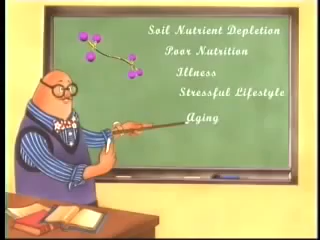 Soil Nutrient Depletion
Poor Nutrition
Illness
Stressful Lifestyle
Aging